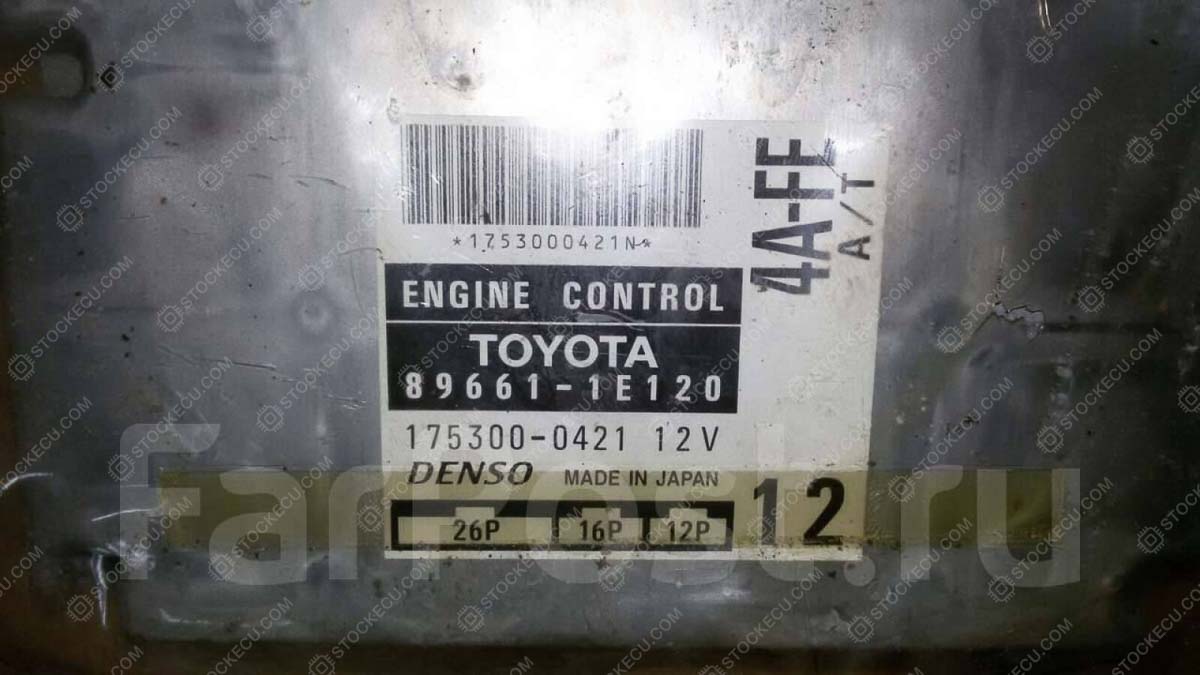 *1753000421N*
4A-FE
A/T
ENGINE CONTROL
TOYOTA
89661-1E120
175300-0421 12V
DENSO MADE IN JAPAN
26P 16P 12P
12
FarPost.ru
STOCKECU.COM